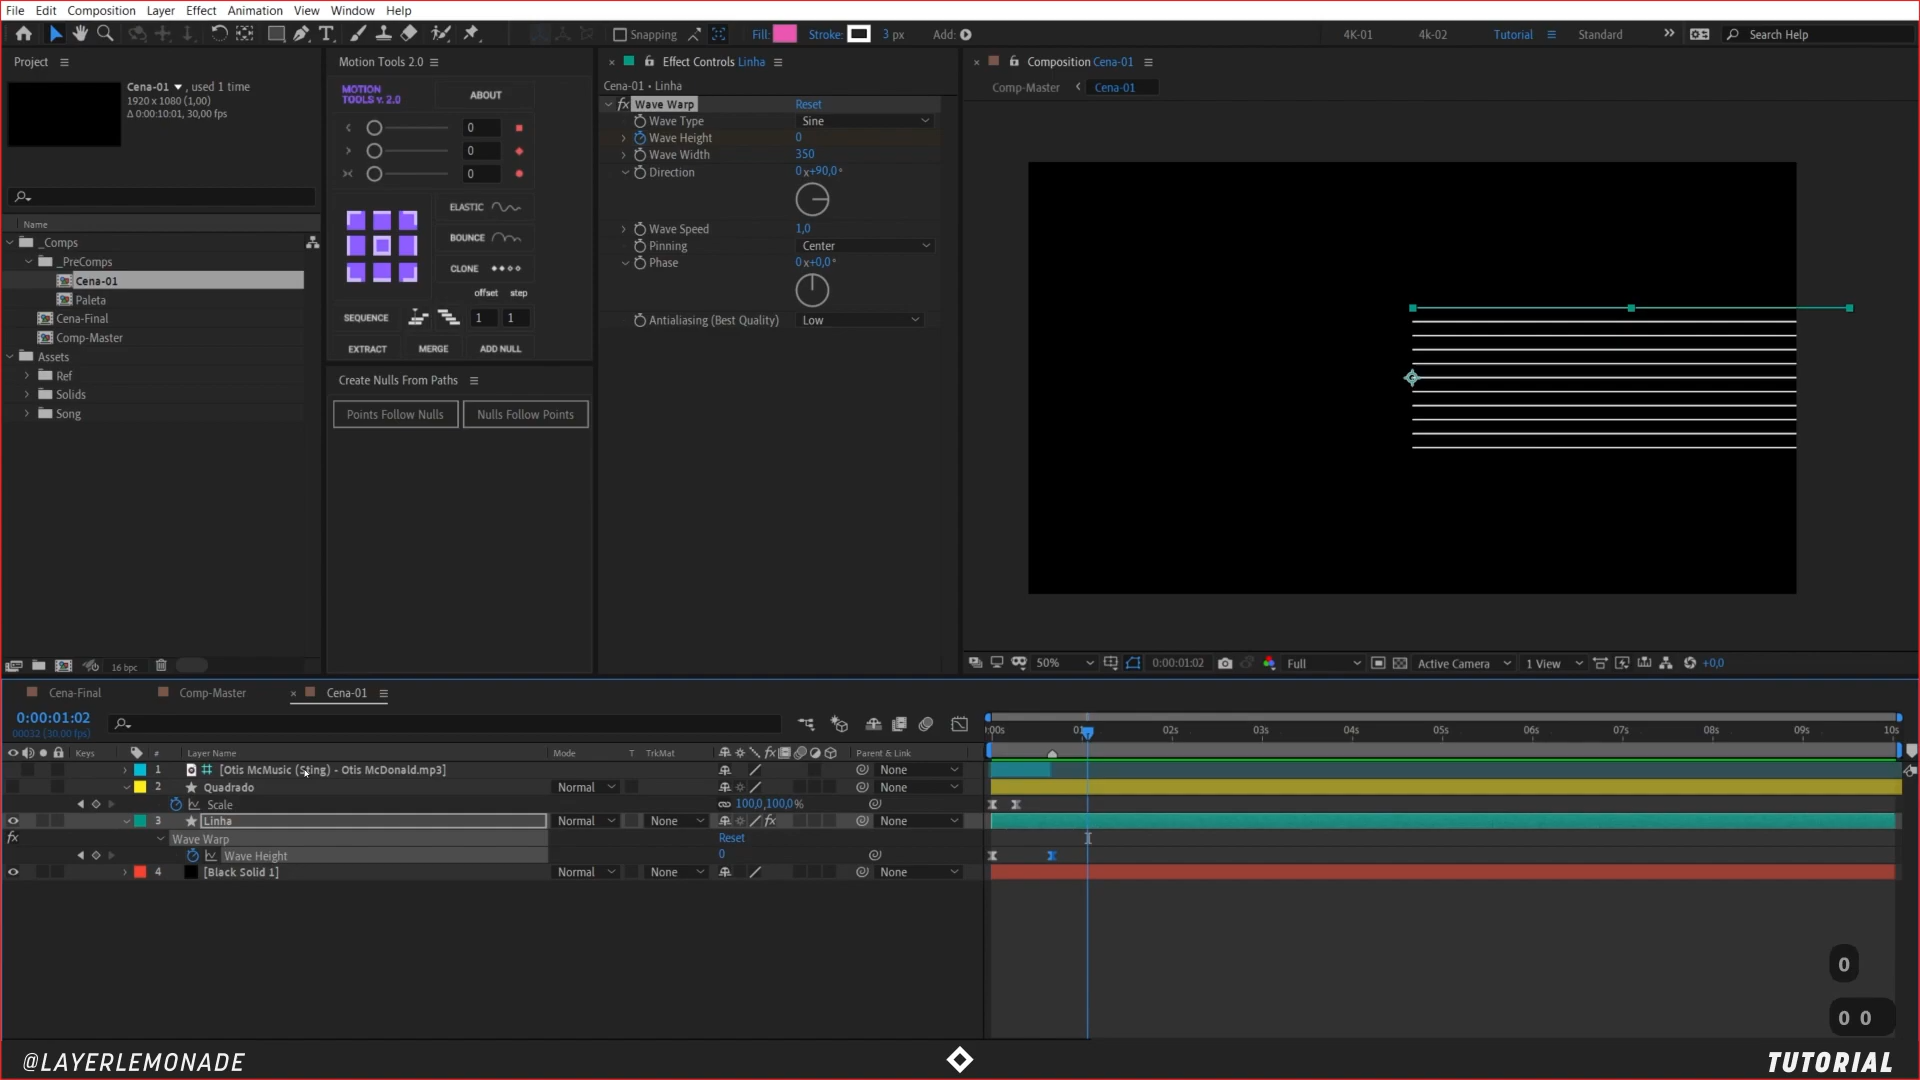 File Edit Composition Layer Effect Animation View Window Help
Snapping Fill: Stroke: 3 px Add: 4K-01 4k-02 Tutorial Standard Search Help
Project
Cena-01 , used 1 time
1920 x 1080 (1,00)
Δ 0:00:10:01, 30,00 fps
Name
_Comps
_PreComps
Cena-01
Paleta
Cena-Final
Comp-Master
Assets
Ref
Solids
Song
16 bpc
Motion Tools 2.0
MOTION
TOOLS v. 2.0
ABOUT
0
0
0
ELASTIC
BOUNCE
CLONE
offset step
SEQUENCE 1 1
EXTRACT MERGE ADD NULL
Create Nulls From Paths
Points Follow Nulls Nulls Follow Points
Effect Controls Linha
Cena-01 • Linha
fx Wave Warp Reset
Wave Type Sine
Wave Height 0
Wave Width 350
Direction 0x+90,0°
Wave Speed 1,0
Pinning Center
Phase 0x+0,0°
Antialiasing (Best Quality) Low
Composition Cena-01
Comp-Master Cena-01
50% 0:00:01:02 Full Active Camera 1 View +0,0
Cena-Final Comp-Master Cena-01
0:00:01:02
00032 (30.00 fps)
Keys # Layer Name Mode T TrkMat Parent & Link
1 [Otis McMusic (Sting) - Otis McDonald.mp3] None
2 Quadrado Normal None
Scale 100,0,100,0%
3 Linha Normal None None
fx Wave Warp Reset
Wave Height 0
4 [Black Solid 1] Normal None None
:00s 02s 03s 04s 05s 06s 07s 08s 09s 10s
0
0 0
@LAYERLEMONADE
TUTORIAL